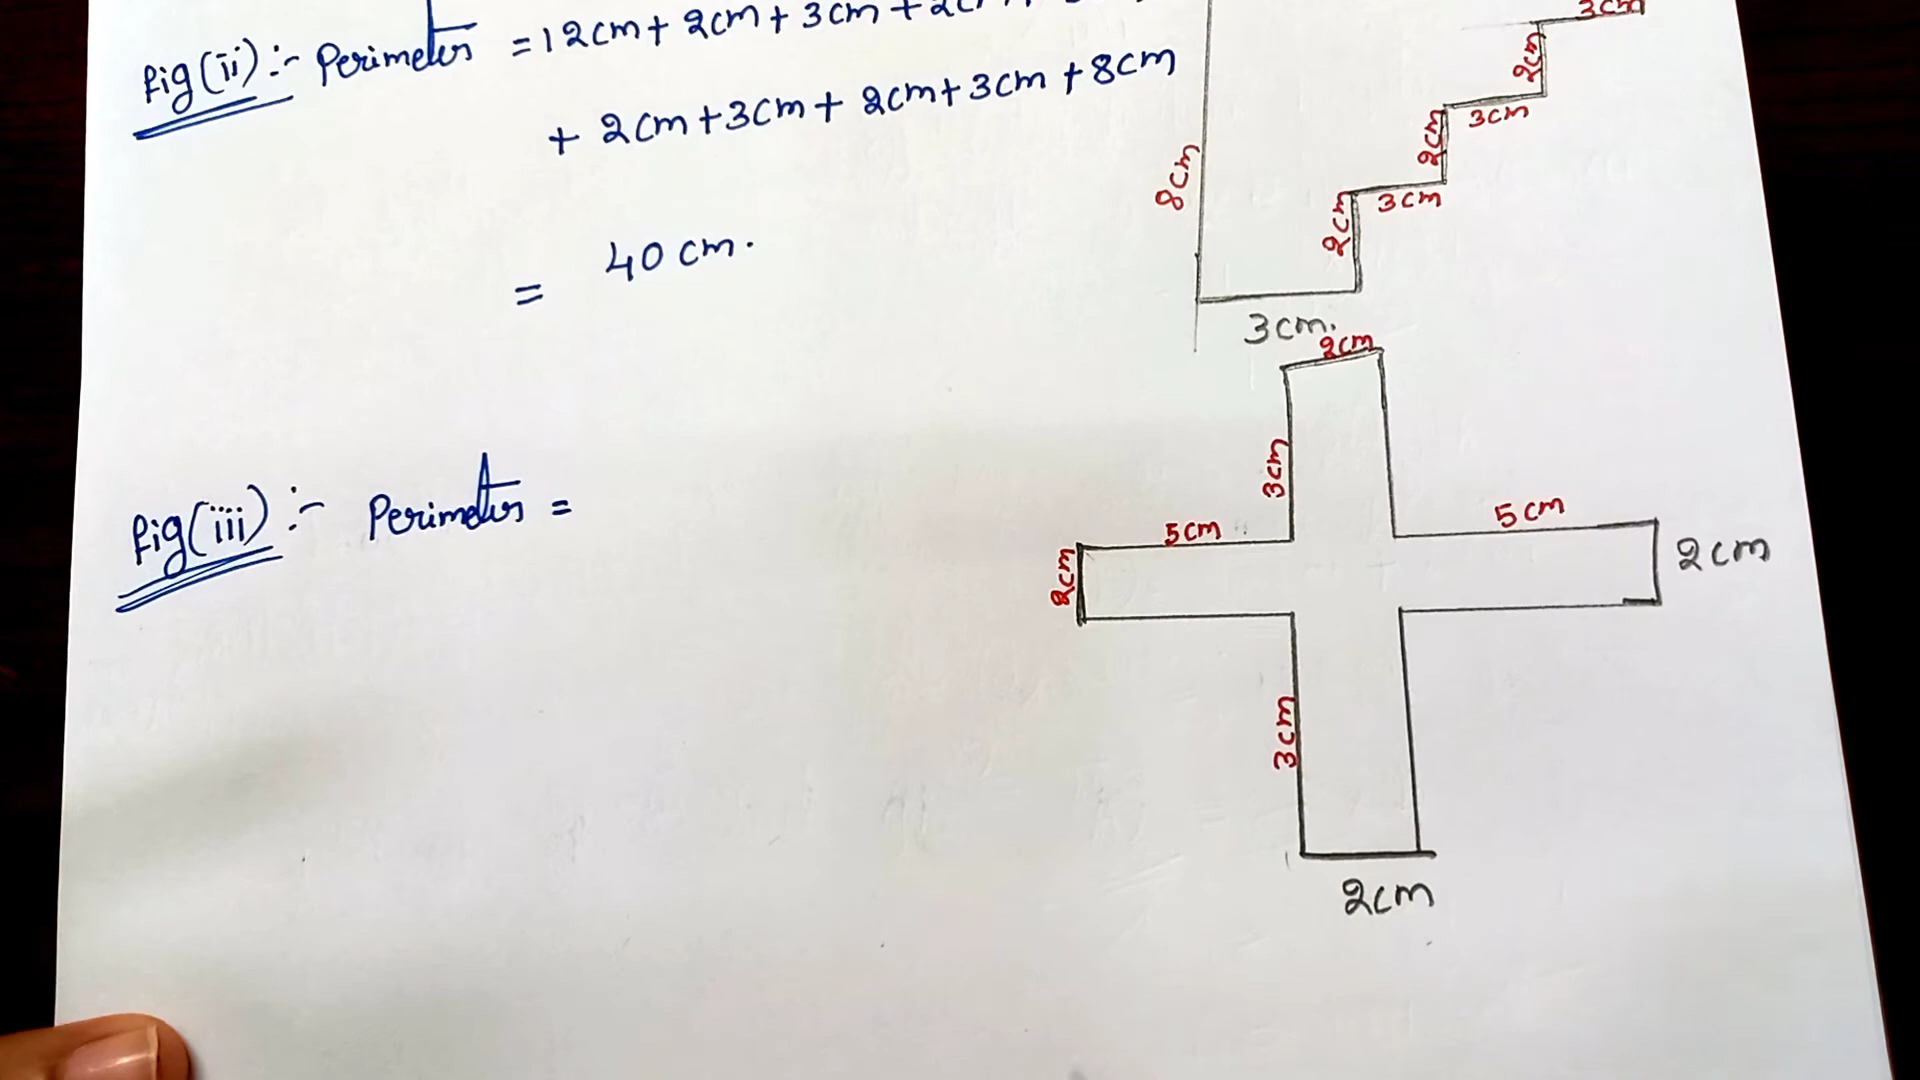 fig(ii) :- Perimeter = 12cm + 2cm + 3cm +
+ 2cm + 3cm + 2cm + 3cm + 8cm
= 40 cm.
3cm
2cm
3cm
2cm
3cm
2cm
8cm
3cm.
fig(iii) :- Perimeter =
2cm
3cm
5cm
5cm
2cm
2cm
3cm
2cm